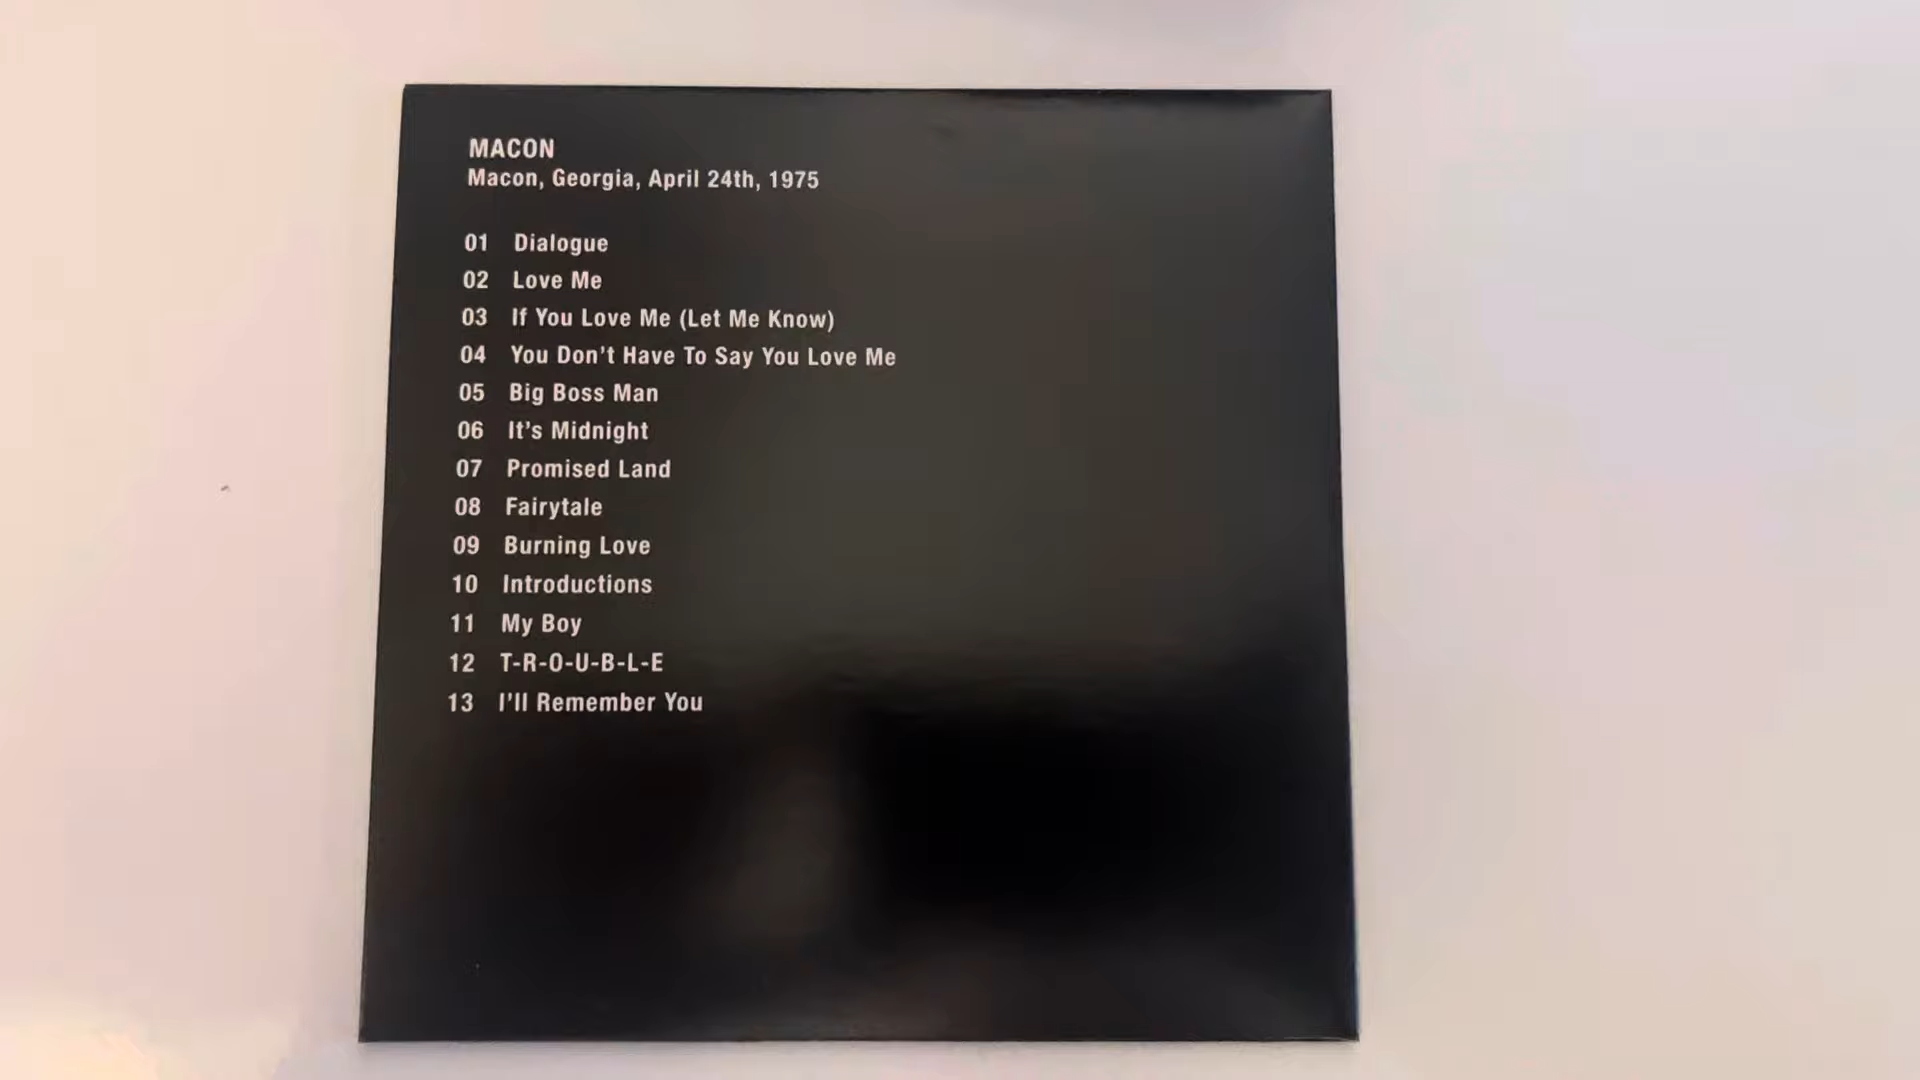 MACON
Macon, Georgia, April 24th, 1975
01 Dialogue
02 Love Me
03 If You Love Me (Let Me Know)
04 You Don't Have To Say You Love Me
05 Big Boss Man
06 It's Midnight
07 Promised Land
08 Fairytale
09 Burning Love
10 Introductions
11 My Boy
12 T-R-O-U-B-L-E
13 I'll Remember You